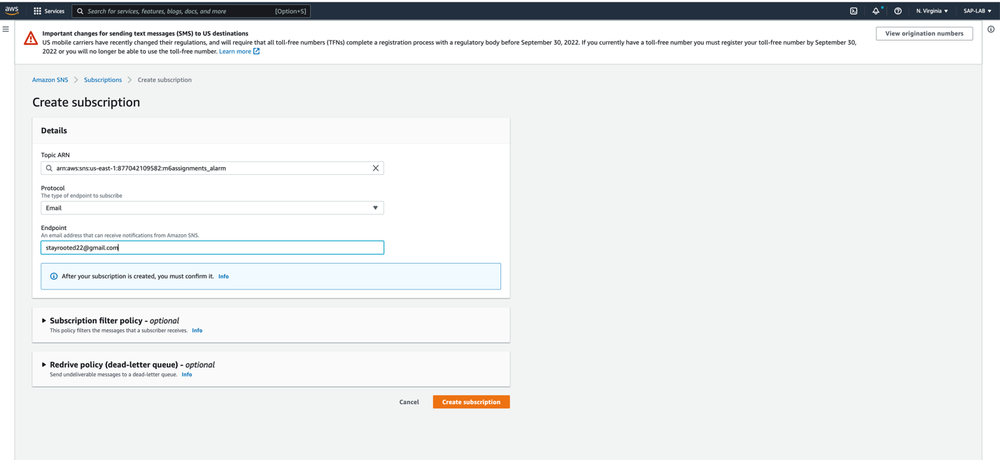 aws
Services
Search for services, features, blogs, docs, and more
[Option+S]
N. Virginia
SAP-LAB
Important changes for sending text messages (SMS) to US destinations
US mobile carriers have recently changed their regulations, and will require that all toll-free numbers (TFNs) complete a registration process with a regulatory body before September 30, 2022. If you currently have a toll-free number you must register your toll-free number by September 30,
2022 or you will no longer be able to use the toll-free number. Learn more
View origination numbers
Amazon SNS > Subscriptions > Create subscription
Create subscription
Details
Topic ARN
arn:aws:sns:us-east-1:877042109582:m6assignments_alarm
Protocol
The type of endpoint to subscribe
Email
Endpoint
An email address that can receive notifications from Amazon SNS.
stayrooted22@gmail.com
After your subscription is created, you must confirm it. Info
Subscription filter policy - optional
This policy filters the messages that a subscriber receives. Info
Redrive policy (dead-letter queue) - optional
Send undeliverable messages to a dead-letter queue. Info
Cancel
Create subscription